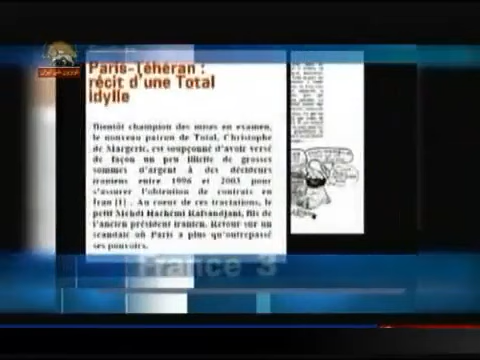 Paris-Téhéran :
récit d'une Total
Idylle
Bientôt champion des mises en examen,
le nouveau patron de Total, Christophe
de Margerie, est soupçonné d'avoir versé
de façon un peu illicite de grosses
sommes d'argent à des décideurs
iraniens entre 1996 et 2003 pour
s'assurer l'obtention de contrats en
Iran [1] . Au coeur de ces tractations, le
petit Mehdi Hachémi Rafsandjani, fils de
l'ancien président iranien. Retour sur un
scandale où Paris a plus qu'outrepassé
ses pouvoirs.
France 3